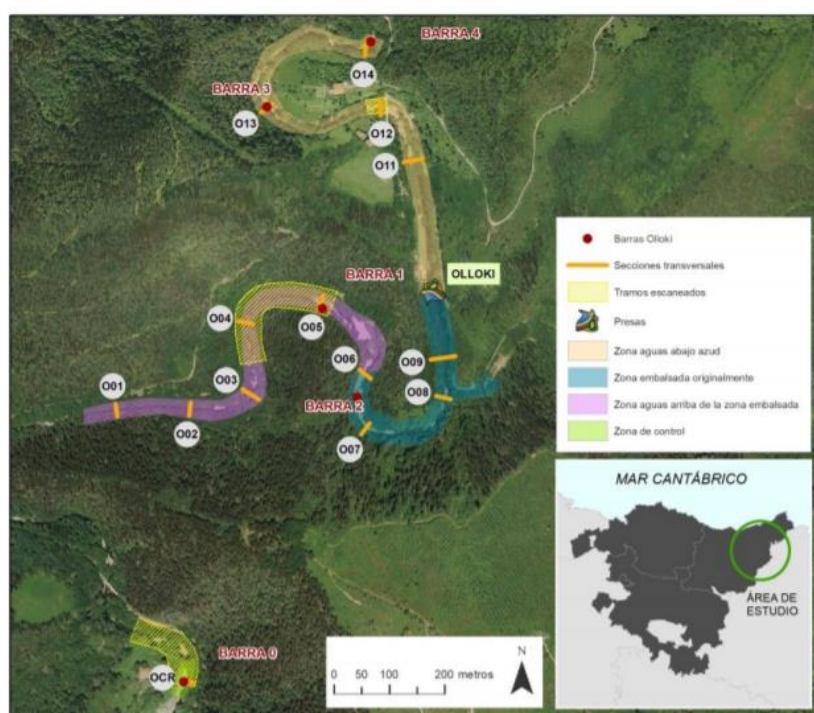 BARRA 4
O14
BARRA 3
O13
O12
O11
BARRA 1
OLLOKI
O04
O05
O06
O09
O03
O08
O01
O02
BARRA 2
O07
BARRA 0
OCR
Barras Olloki
Secciones transversales
Tramos escaneados
Presas
Zona aguas abajo azud
Zona embalsada originalmente
Zona aguas arriba de la zona embalsada
Zona de control
MAR CANTÁBRICO
ÁREA DE
ESTUDIO
N
0 50 100 200 metros